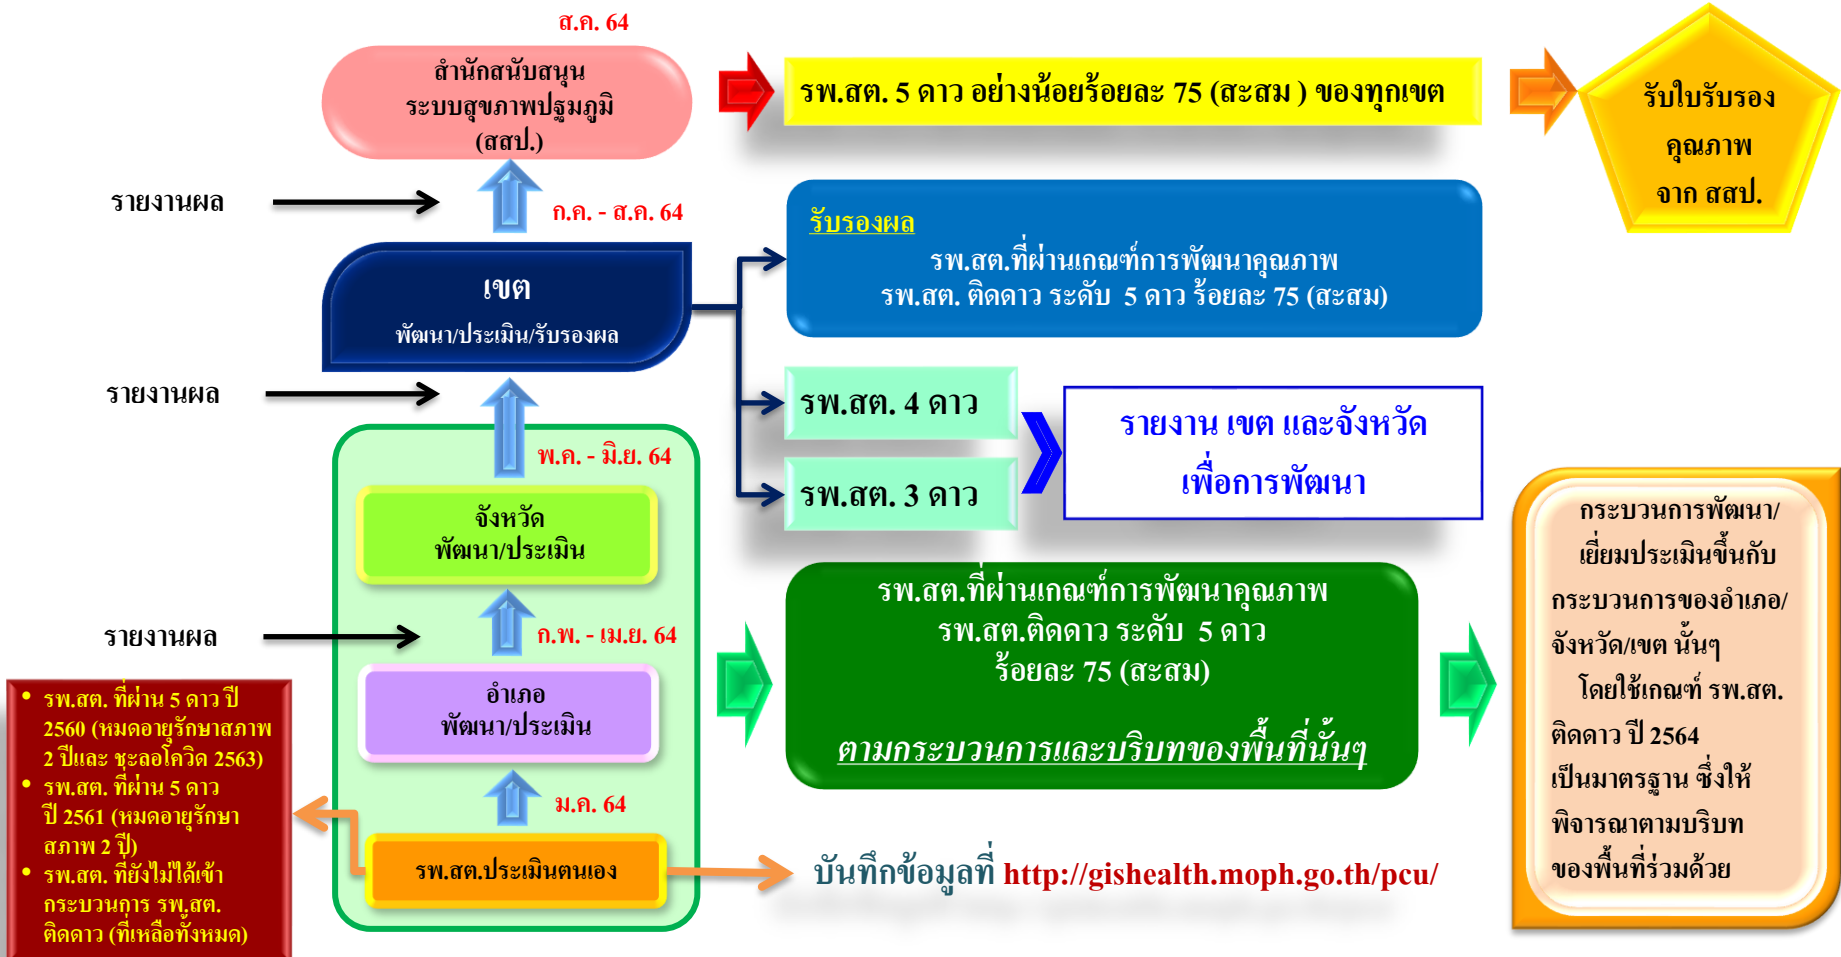 ส.ค. 64
สำนักสนับสนุน
ระบบสุขภาพปฐมภูมิ
(สสป.)
รพ.สต. 5 ดาว อย่างน้อยร้อยละ 75 (สะสม ) ของทุกเขต
รับใบรับรอง
คุณภาพ
จาก สสป.
รายงานผล
ก.ค. - ส.ค. 64
รับรองผล
รพ.สต.ที่ผ่านเกณฑ์การพัฒนาคุณภาพ
รพ.สต. ติดดาว ระดับ 5 ดาว ร้อยละ 75 (สะสม)
เขต
พัฒนา/ประเมิน/รับรองผล
รายงานผล
รพ.สต. 4 ดาว
รพ.สต. 3 ดาว
รายงาน เขต และจังหวัด
เพื่อการพัฒนา
พ.ค. - มิ.ย. 64
จังหวัด
พัฒนา/ประเมิน
รายงานผล
ก.พ. - เม.ย. 64
อำเภอ
พัฒนา/ประเมิน
รพ.สต.ที่ผ่านเกณฑ์การพัฒนาคุณภาพ
รพ.สต.ติดดาว ระดับ 5 ดาว
ร้อยละ 75 (สะสม)
ตามกระบวนการและบริบทของพื้นที่นั้นๆ
กระบวนการพัฒนา/
เยี่ยมประเมินขึ้นกับ
กระบวนการของอำเภอ/
จังหวัด/เขต นั้นๆ
โดยใช้เกณฑ์ รพ.สต.
ติดดาว ปี 2564
เป็นมาตรฐาน ซึ่งให้
พิจารณาตามบริบท
ของพื้นที่ร่วมด้วย
• รพ.สต. ที่ผ่าน 5 ดาว ปี
2560 (หมดอายุรักษาสภาพ
2 ปีและ ชะลอโควิด 2563)
• รพ.สต. ที่ผ่าน 5 ดาว
ปี 2561 (หมดอายุรักษา
สภาพ 2 ปี)
• รพ.สต. ที่ยังไม่ได้เข้า
กระบวนการ รพ.สต.
ติดดาว (ที่เหลือทั้งหมด)
ม.ค. 64
รพ.สต.ประเมินตนเอง
บันทึกข้อมูลที่ http://gishealth.moph.go.th/pcu/